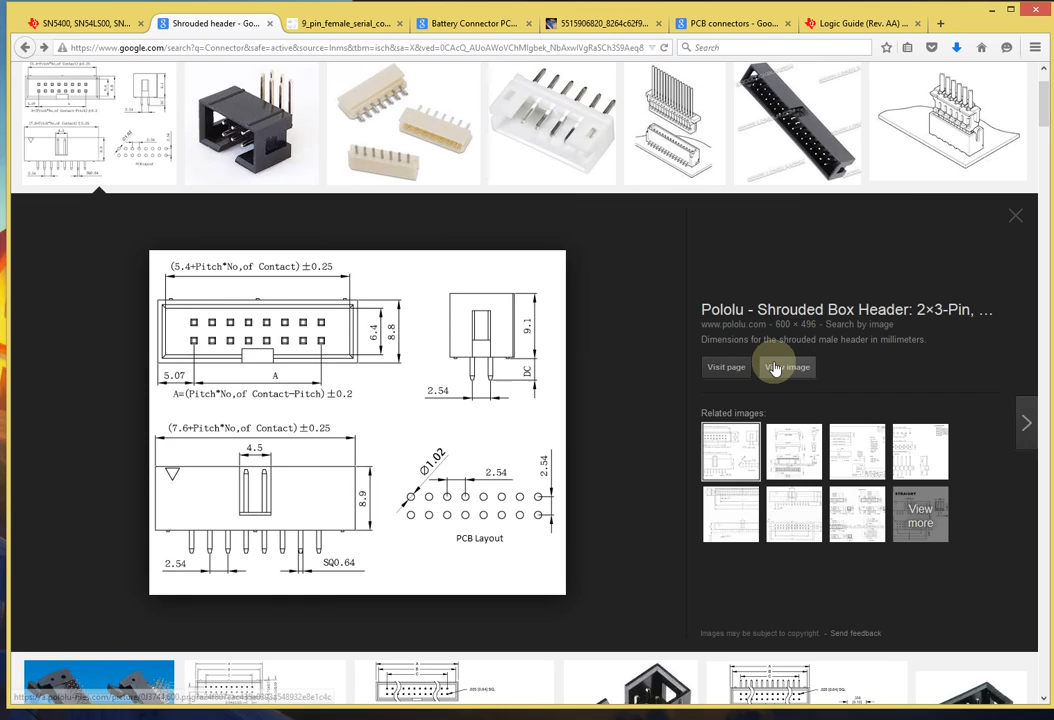 SN5400, SN54LS00, SN...
Shrouded header - Goo...
9_pin_female_serial_co...
Battery Connector PC...
5515906820_8264c62f9...
PCB connectors - Goo...
Logic Guide (Rev. AA) ...
Search
(5.4+Pitch*No,of Contact)±0.25
6.4
8.8
5.07
A
A=(Pitch*No,of Contact-Pitch)±0.2
9.1
DC
2.54
(7.6+Pitch*No,of Contact)±0.25
4.5
8.9
2.54
SQ0.64
Ø1.02
2.54
2.54
PCB Layout
Pololu - Shrouded Box Header: 2×3-Pin, ...
www.pololu.com - 600 × 496 - Search by image
Dimensions for the shrouded male header in millimeters.
Visit page
View image
Related images:
STRAIGHT
View
more
Images may be subject to copyright. - Send feedback